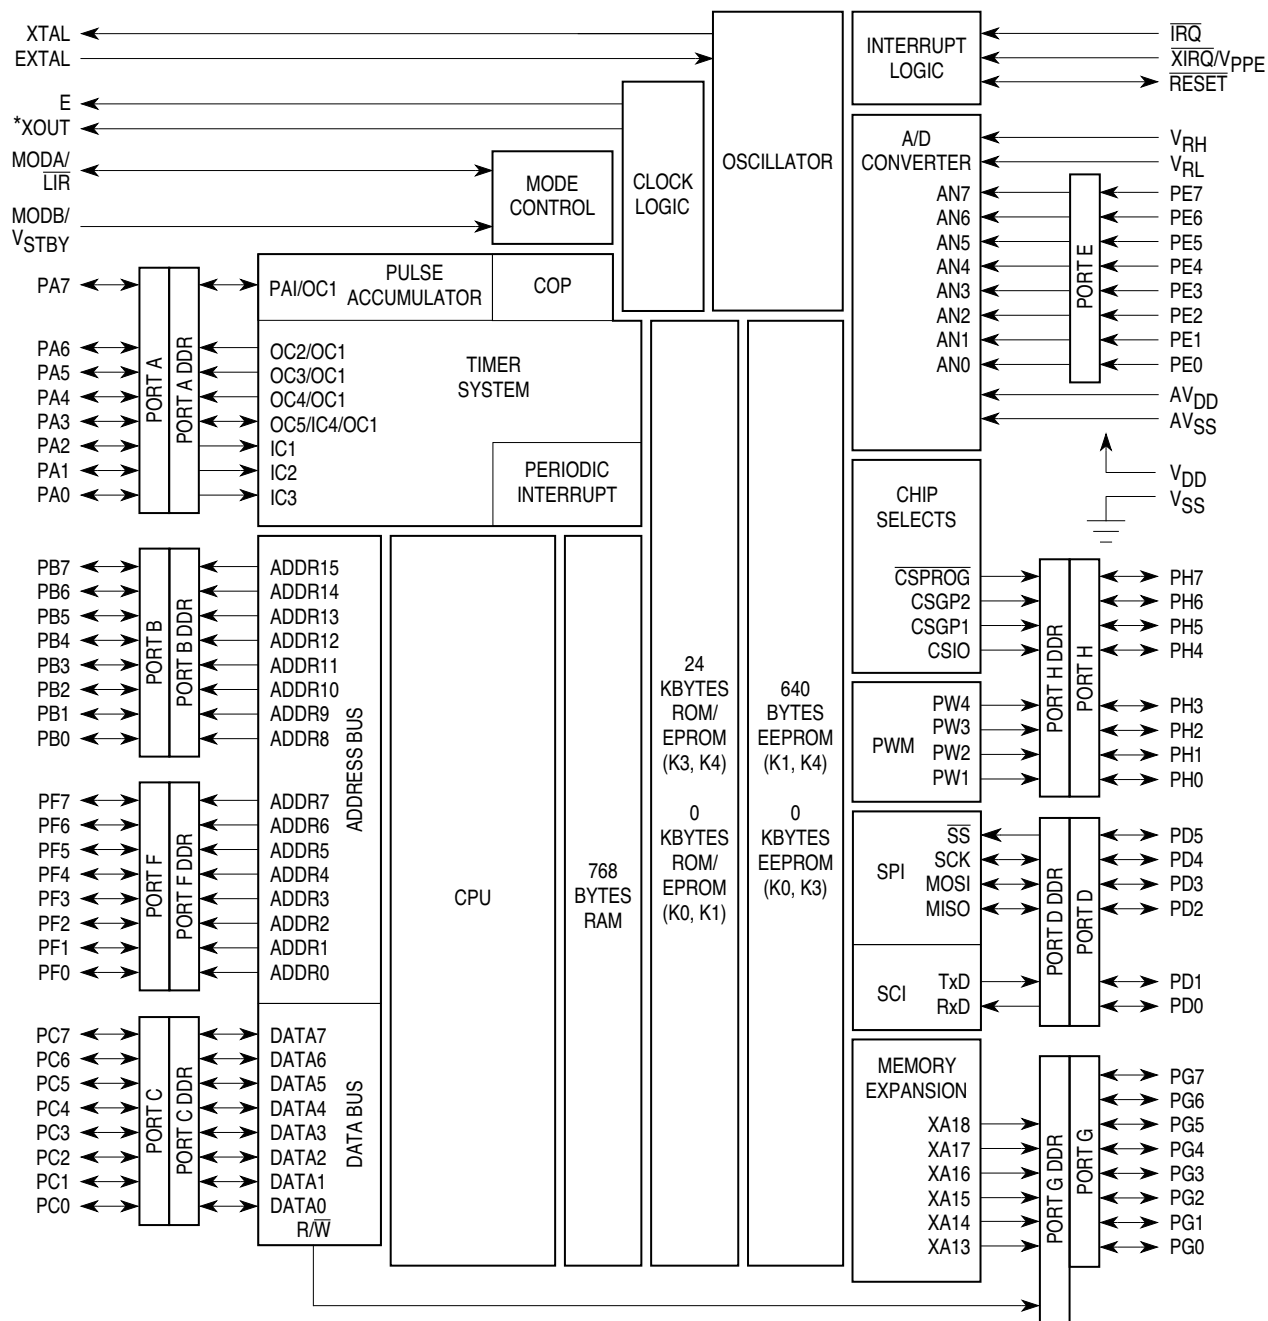 XTAL
EXTAL
E
*XOUT
MODA/
LIR
MODB/
VSTBY
MODE
CONTROL
CLOCK
LOGIC
OSCILLATOR
INTERRUPT
LOGIC
IRQ
XIRQ/VPPE
RESET
A/D
CONVERTER
AN7
AN6
AN5
AN4
AN3
AN2
AN1
AN0
PORT E
VRH
VRL
PE7
PE6
PE5
PE4
PE3
PE2
PE1
PE0
AVDD
AVSS
VDD
VSS
PA7
PA6
PA5
PA4
PA3
PA2
PA1
PA0
PORT A
PORT A DDR
PAI/OC1
PULSE
ACCUMULATOR
COP
OC2/OC1
OC3/OC1
OC4/OC1
OC5/IC4/OC1
IC1
IC2
IC3
TIMER
SYSTEM
PERIODIC
INTERRUPT
PB7
PB6
PB5
PB4
PB3
PB2
PB1
PB0
PORT B
PORT B DDR
ADDR15
ADDR14
ADDR13
ADDR12
ADDR11
ADDR10
ADDR9
ADDR8
ADDRESS BUS
PF7
PF6
PF5
PF4
PF3
PF2
PF1
PF0
PORT F
PORT F DDR
ADDR7
ADDR6
ADDR5
ADDR4
ADDR3
ADDR2
ADDR1
ADDR0
PC7
PC6
PC5
PC4
PC3
PC2
PC1
PC0
PORT C
PORT C DDR
DATA7
DATA6
DATA5
DATA4
DATA3
DATA2
DATA1
DATA0
R/W
DATA BUS
CPU
768
BYTES
RAM
24
KBYTES
ROM/
EPROM
(K3, K4)
0
KBYTES
ROM/
EPROM
(K0, K1)
640
BYTES
EEPROM
(K1, K4)
0
KBYTES
EEPROM
(K0, K3)
CHIP
SELECTS
CSPROG
CSGP2
CSGP1
CSIO
PWM
PW4
PW3
PW2
PW1
PORT H DDR
PORT H
PH7
PH6
PH5
PH4
PH3
PH2
PH1
PH0
SPI
SS
SCK
MOSI
MISO
SCI
TxD
RxD
PORT D DDR
PORT D
PD5
PD4
PD3
PD2
PD1
PD0
MEMORY
EXPANSION
XA18
XA17
XA16
XA15
XA14
XA13
PORT G DDR
PORT G
PG7
PG6
PG5
PG4
PG3
PG2
PG1
PG0